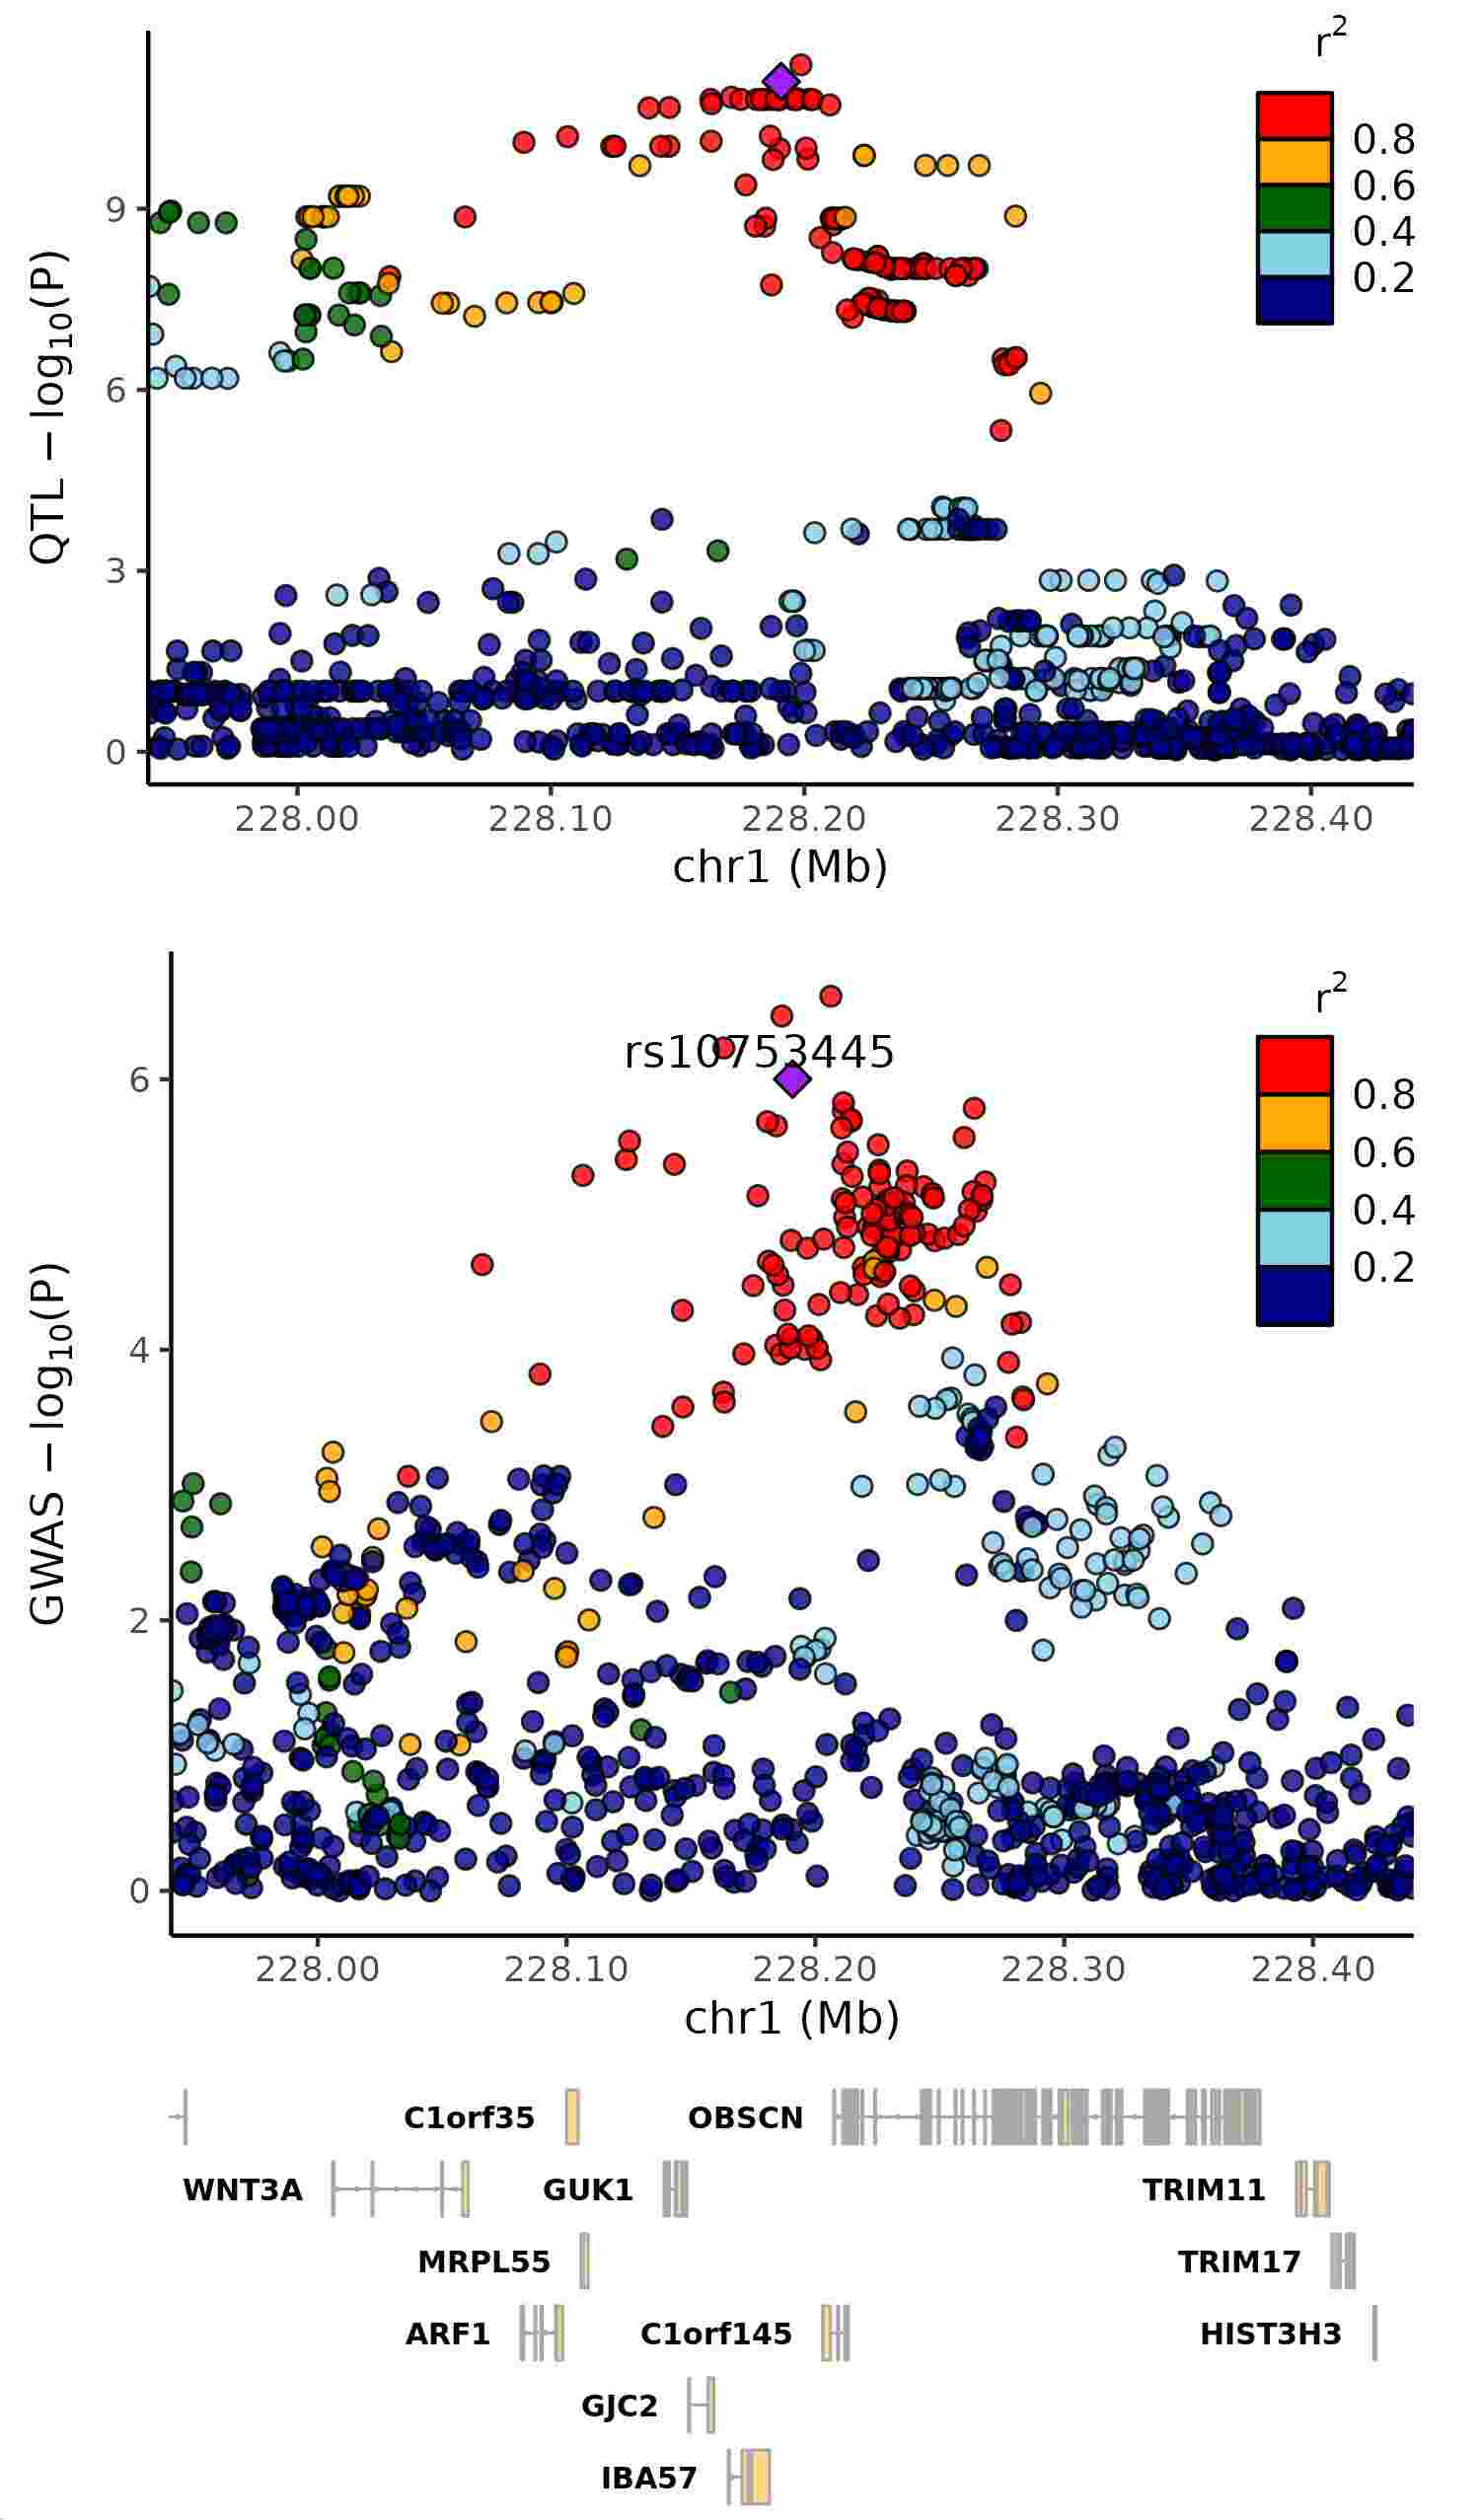 r2
0.8
0.6
0.4
0.2
9
6
3
0
QTL −log10(P)
228.00 228.10 228.20 228.30 228.40
chr1 (Mb)
r2
0.8
0.6
0.4
0.2
rs10753445
6
4
2
0
GWAS −log10(P)
228.00 228.10 228.20 228.30 228.40
chr1 (Mb)
C1orf35 OBSCN
WNT3A GUK1 TRIM11
MRPL55 TRIM17
ARF1 C1orf145 HIST3H3
GJC2
IBA57